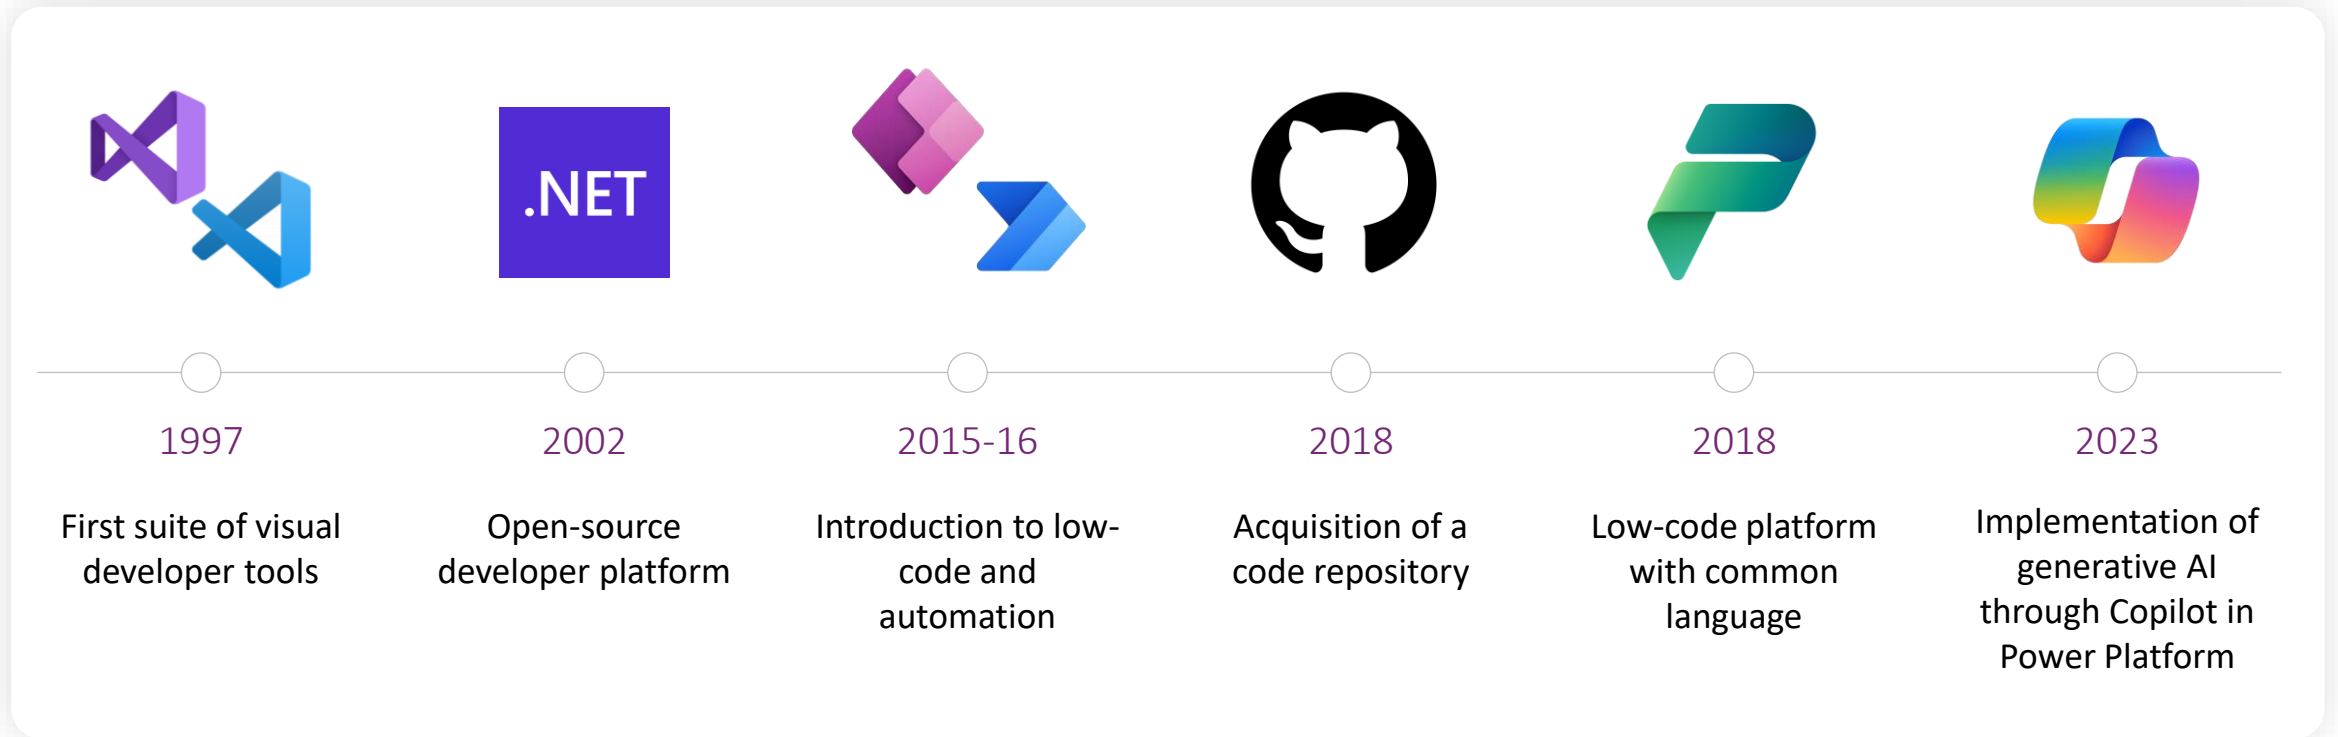 .NET
1997
First suite of visual
developer tools
2002
Open-source
developer platform
2015-16
Introduction to low-
code and
automation
2018
Acquisition of a
code repository
2018
Low-code platform
with common
language
2023
Implementation of
generative AI
through Copilot in
Power Platform